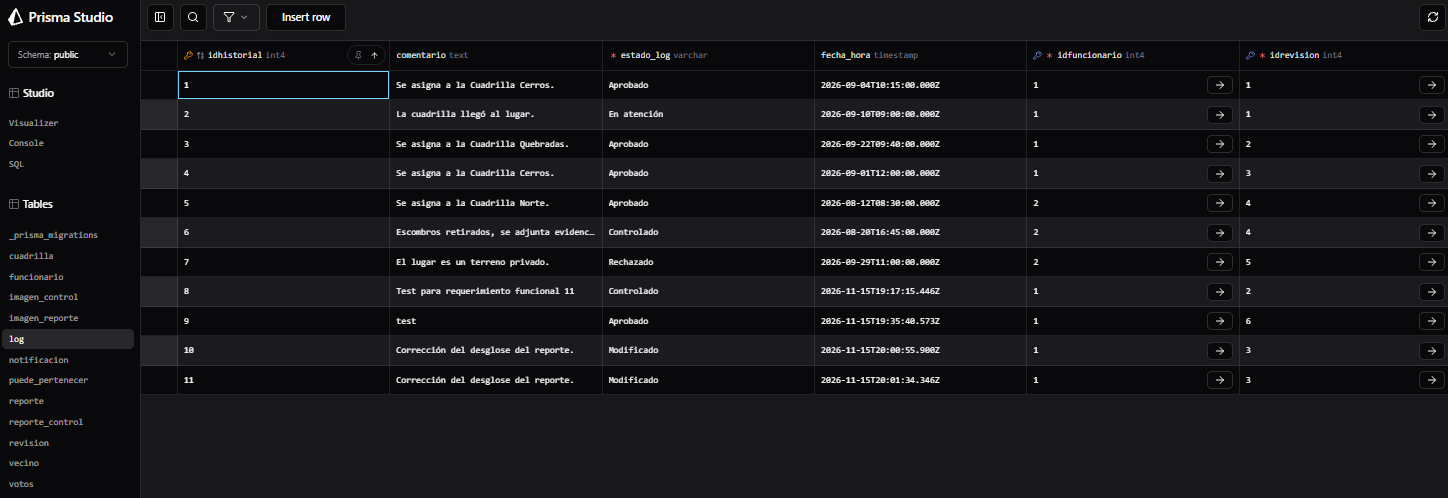 Prisma Studio
Insert row
Schema: public
idhistorial int4 comentario text * estado_log varchar fecha_hora timestamp * idfuncionario int4 * idrevision int4
1 Se asigna a la Cuadrilla Cerros. Aprobado 2026-09-04T10:15:00.000Z 1 1
Studio
2 La cuadrilla llegó al lugar. En atención 2026-09-10T09:00:00.000Z 1 1
Visualizer
Console
3 Se asigna a la Cuadrilla Quebradas. Aprobado 2026-09-22T09:40:00.000Z 1 2
SQL
4 Se asigna a la Cuadrilla Cerros. Aprobado 2026-09-01T12:00:00.000Z 1 3
Tables
5 Se asigna a la Cuadrilla Norte. Aprobado 2026-08-12T08:30:00.000Z 2 4
_prisma_migrations
6 Escombros retirados, se adjunta evidenc… Controlado 2026-08-20T16:45:00.000Z 2 4
cuadrilla
7 El lugar es un terreno privado. Rechazado 2026-09-29T11:00:00.000Z 2 5
funcionario
8 Test para requerimiento funcional 11 Controlado 2026-11-15T19:17:15.446Z 1 2
imagen_control
imagen_reporte
9 test Aprobado 2026-11-15T19:35:40.573Z 1 6
log
10 Corrección del desglose del reporte. Modificado 2026-11-15T20:00:55.900Z 1 3
notificacion
11 Corrección del desglose del reporte. Modificado 2026-11-15T20:01:34.346Z 1 3
puede_pertenecer
reporte
reporte_control
revision
vecino
votos